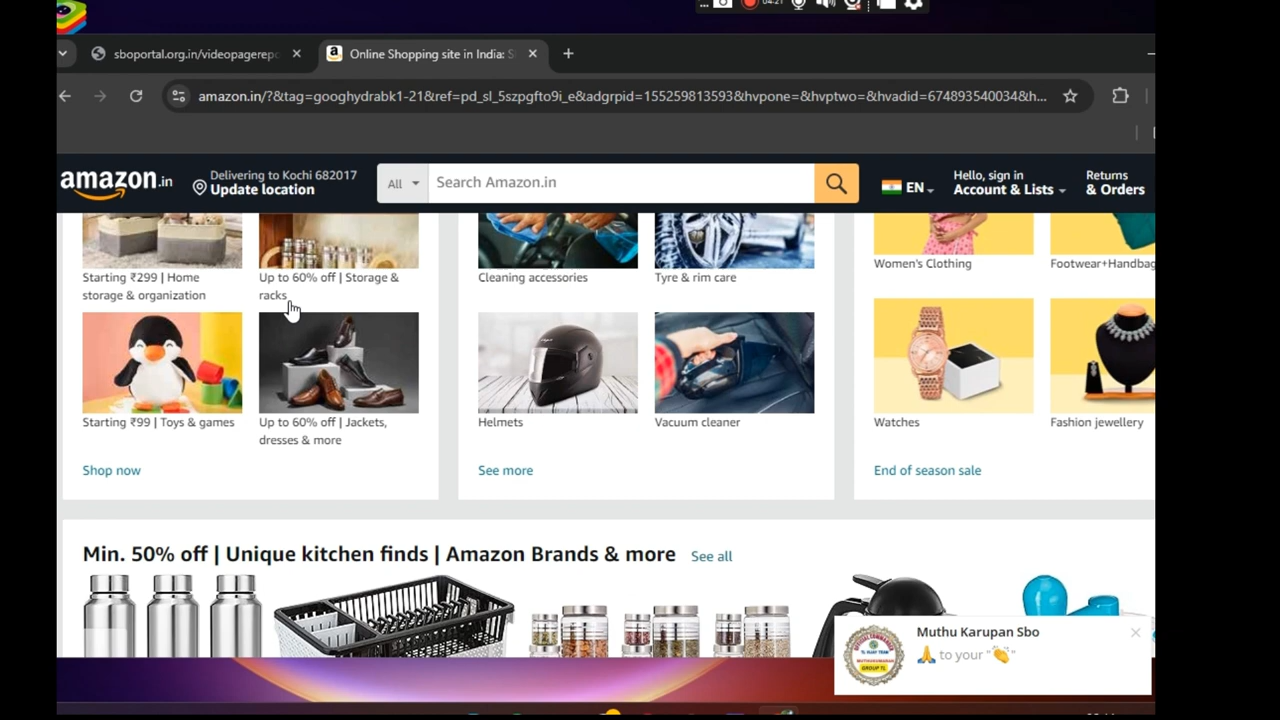 04:21
sboportal.org.in/videopagerep
Online Shopping site in India: S
amazon.in/?&tag=googhydrabk1-21&ref=pd_sl_5szpgfto9i_e&adgrpid=155259813593&hvpone=&hvptwo=&hvadid=674893540034&h...
amazon.in
Delivering to Kochi 682017
Update location
All
Search Amazon.in
EN
Hello, sign in
Account & Lists
Returns
& Orders
Starting ₹299 | Home
storage & organization
Up to 60% off | Storage &
racks
Cleaning accessories
Tyre & rim care
Women's Clothing
Footwear+Handbag
Starting ₹99 | Toys & games
Up to 60% off | Jackets,
dresses & more
Helmets
Vacuum cleaner
Watches
Fashion jewellery
Shop now
See more
End of season sale
Min. 50% off | Unique kitchen finds | Amazon Brands & more See all
Muthu Karupan Sbo
🙏 to your "👏"
GROUP TL